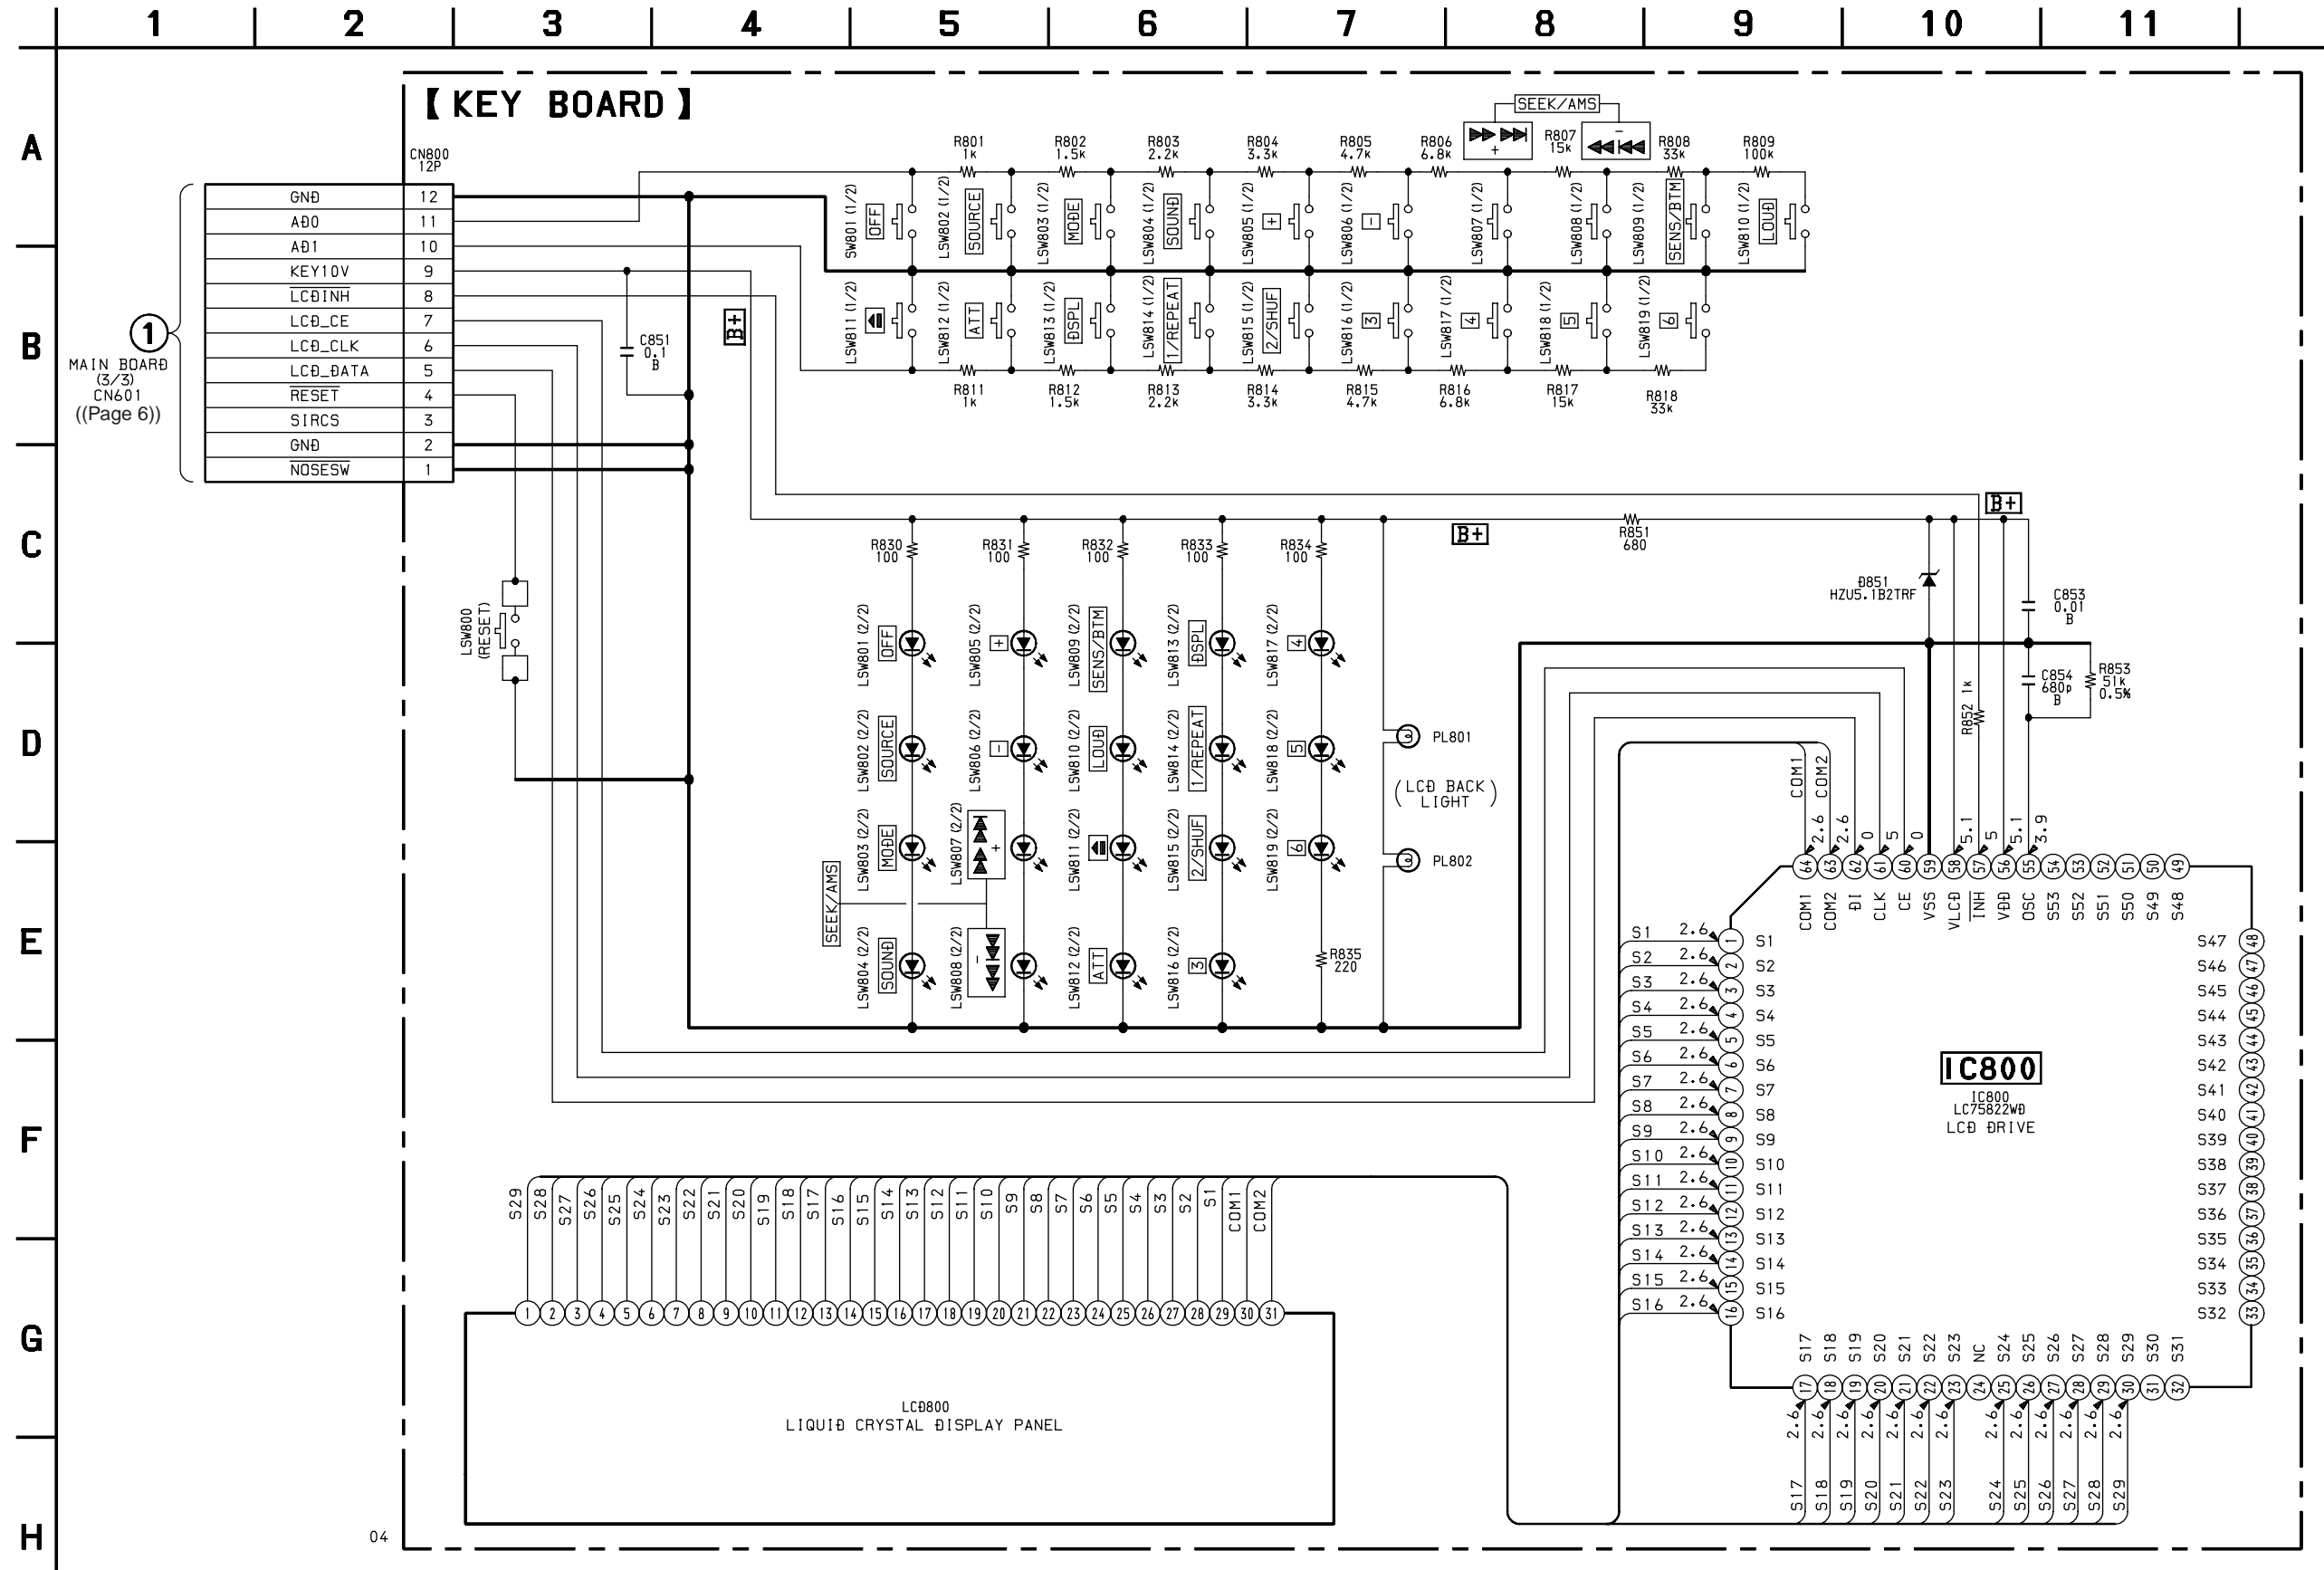 1 2 3 4 5 6 7 8 9 10 11
A
B
C
D
E
F
G
H
【KEY BOARD】
CN800
12P
GND 12
AD0 11
AD1 10
KEY10V 9
LCDINH 8
LCD_CE 7
LCD_CLK 6
LCD_DATA 5
RESET 4
SIRCS 3
GND 2
NOSESW 1
1
MAIN BOARD
(3/3)
CN601
((Page 6))
SEEK/AMS
+
−
R801
1k
R802
1.5k
R803
2.2k
R804
3.3k
R805
4.7k
R806
6.8k
R807
15k
R808
33k
R809
100k
SW801 (1/2)
OFF
LSW802 (1/2)
SOURCE
LSW803 (1/2)
MODE
LSW804 (1/2)
SOUND
LSW805 (1/2)
+
LSW806 (1/2)
−
LSW807 (1/2)
LSW808 (1/2)
LSW809 (1/2)
SENS/BTM
LSW810 (1/2)
LOUD
LSW811 (1/2)
LSW812 (1/2)
ATT
LSW813 (1/2)
DSPL
LSW814 (1/2)
1/REPEAT
LSW815 (1/2)
2/SHUF
LSW816 (1/2)
3
LSW817 (1/2)
4
LSW818 (1/2)
5
LSW819 (1/2)
6
R811
1k
R812
1.5k
R813
2.2k
R814
3.3k
R815
4.7k
R816
6.8k
R817
15k
R818
33k
C851
0.1
B
B+
B+
B+
LSW800
(RESET)
R830
100
R831
100
R832
100
R833
100
R834
100
R851
680
D851
HZU5.1B2TRF
C853
0.01
B
C854
680p
B
R853
51k
0.5%
R852 1k
LSW801 (2/2)
OFF
LSW805 (2/2)
+
LSW809 (2/2)
SENS/BTM
LSW813 (2/2)
DSPL
LSW817 (2/2)
4
LSW802 (2/2)
SOURCE
LSW806 (2/2)
−
LSW810 (2/2)
LOUD
LSW814 (2/2)
1/REPEAT
LSW818 (2/2)
5
LSW803 (2/2)
MODE
LSW807 (2/2)
+
LSW811 (2/2)
LSW815 (2/2)
2/SHUF
LSW819 (2/2)
6
SEEK/AMS
LSW804 (2/2)
SOUND
LSW808 (2/2)
−
LSW812 (2/2)
ATT
LSW816 (2/2)
3
R835
220
PL801
(LCD BACK
LIGHT)
PL802
COM1 COM2
2.6 2.6 0 5 0 5.1 5 5.1 3.9
64 63 62 61 60 59 58 57 56 55 54 53 52 51 50 49
COM1 COM2 DI CLK CE VSS VLCD INH VDD OSC S53 S52 S51 S50 S49 S48
S1 2.6 1 S1
S2 2.6 2 S2
S3 2.6 3 S3
S4 2.6 4 S4
S5 2.6 5 S5
S6 2.6 6 S6
S7 2.6 7 S7
S8 2.6 8 S8
S9 2.6 9 S9
S10 2.6 10 S10
S11 2.6 11 S11
S12 2.6 12 S12
S13 2.6 13 S13
S14 2.6 14 S14
S15 2.6 15 S15
S16 2.6 16 S16
S47 48
S46 47
S45 46
S44 45
S43 44
S42 43
S41 42
S40 41
S39 40
S38 39
S37 38
S36 37
S35 36
S34 35
S33 34
S32 33
IC800
IC800
LC75822WD
LCD DRIVE
S17 S18 S19 S20 S21 S22 S23 NC S24 S25 S26 S27 S28 S29 S30 S31
17 18 19 20 21 22 23 24 25 26 27 28 29 30 31 32
2.6 2.6 2.6 2.6 2.6 2.6 2.6 2.6 2.6 2.6 2.6 2.6 2.6
S17 S18 S19 S20 S21 S22 S23 S24 S25 S26 S27 S28 S29
S29 S28 S27 S26 S25 S24 S23 S22 S21 S20 S19 S18 S17 S16 S15 S14 S13 S12 S11 S10 S9 S8 S7 S6 S5 S4 S3 S2 S1 COM1 COM2
1 2 3 4 5 6 7 8 9 10 11 12 13 14 15 16 17 18 19 20 21 22 23 24 25 26 27 28 29 30 31
LCD800
LIQUID CRYSTAL DISPLAY PANEL
04